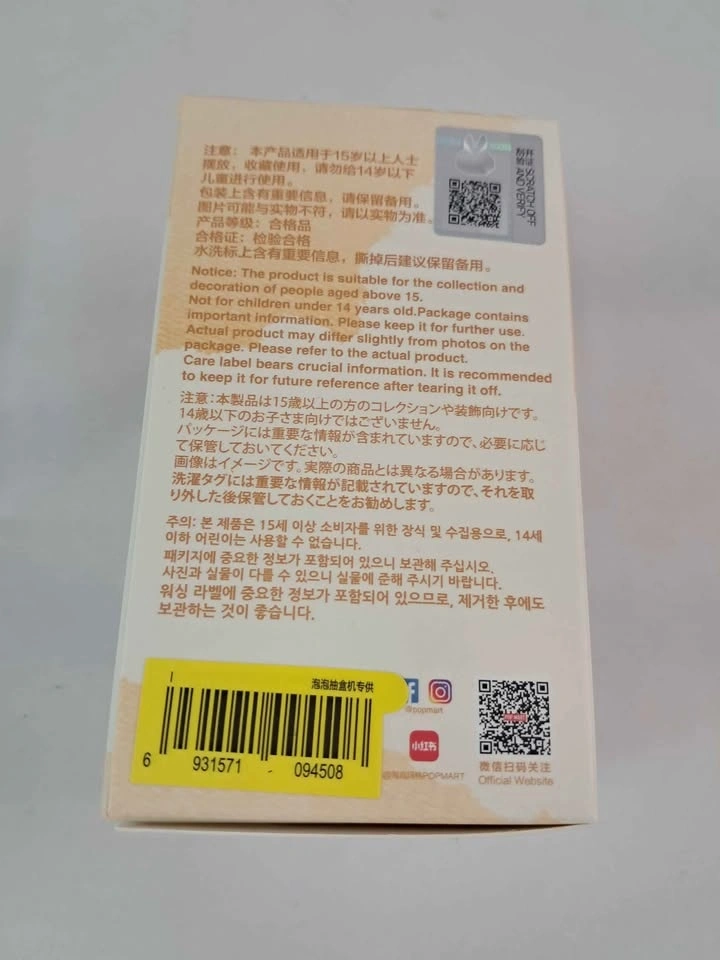 注意: 本产品适用于15岁以上人士
摆放,收藏使用,请勿给14岁以下
儿童进行使用。
包装上含有重要信息,请保留备用。
图片可能与实物不符,请以实物为准。
产品等级: 合格品
合格证: 检验合格
水洗标上含有重要信息,撕掉后建议保留备用。
刮开
验证
SCRATCH OFF
AND VERIFY
Notice: The product is suitable for the collection and
decoration of people aged above 15.
Not for children under 14 years old.Package contains
important information. Please keep it for further use.
Actual product may differ slightly from photos on the
package. Please refer to the actual product.
Care label bears crucial information. It is recommended
to keep it for future reference after tearing it off.
注意:本製品は15歳以上の方のコレクションや装飾向けです。
14歳以下のお子さま向けではございません。
パッケージには重要な情報が含まれていますので、必要に応じ
て保管しておいてください。
画像はイメージです。実際の商品とは異なる場合があります。
洗濯タグには重要な情報が記載されていますので、それを取
り外した後保管しておくことをお勧めします。
주의: 본 제품은 15세 이상 소비자를 위한 장식 및 수집용으로, 14세
이하 어린이는 사용할 수 없습니다.
패키지에 중요한 정보가 포함되어 있으니 보관해 주십시오.
사진과 실물이 다를 수 있으니 실물에 준해 주시기 바랍니다.
워싱 라벨에 중요한 정보가 포함되어 있으므로, 제거한 후에도
보관하는 것이 좋습니다.
泡泡抽盒机专供
6 931571 094508
@popmart
小红书
POPMART
POP MART
微信扫码关注
Official Website